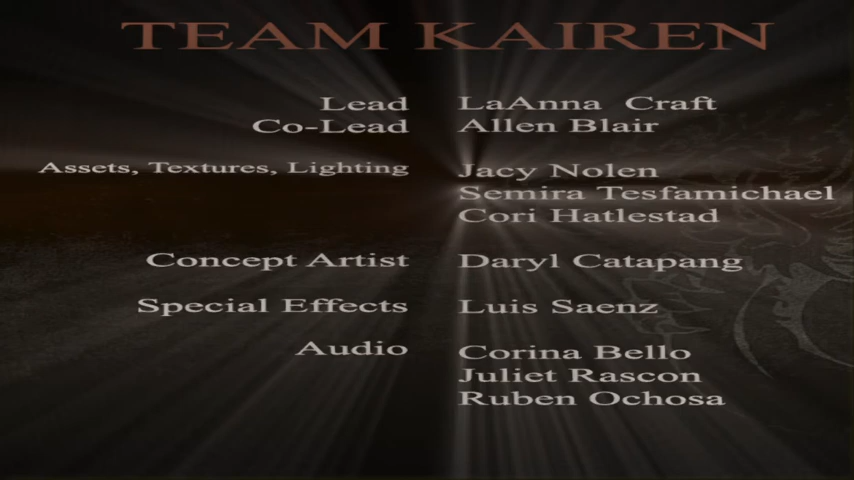 TEAM KAIREN
Lead LaAnna Craft
Co-Lead Allen Blair
Assets, Textures, Lighting Jacy Nolen
Semira Tesfamichael
Cori Hatlestad
Concept Artist Daryl Catapang
Special Effects Luis Saenz
Audio Corina Bello
Juliet Rascon
Ruben Ochosa